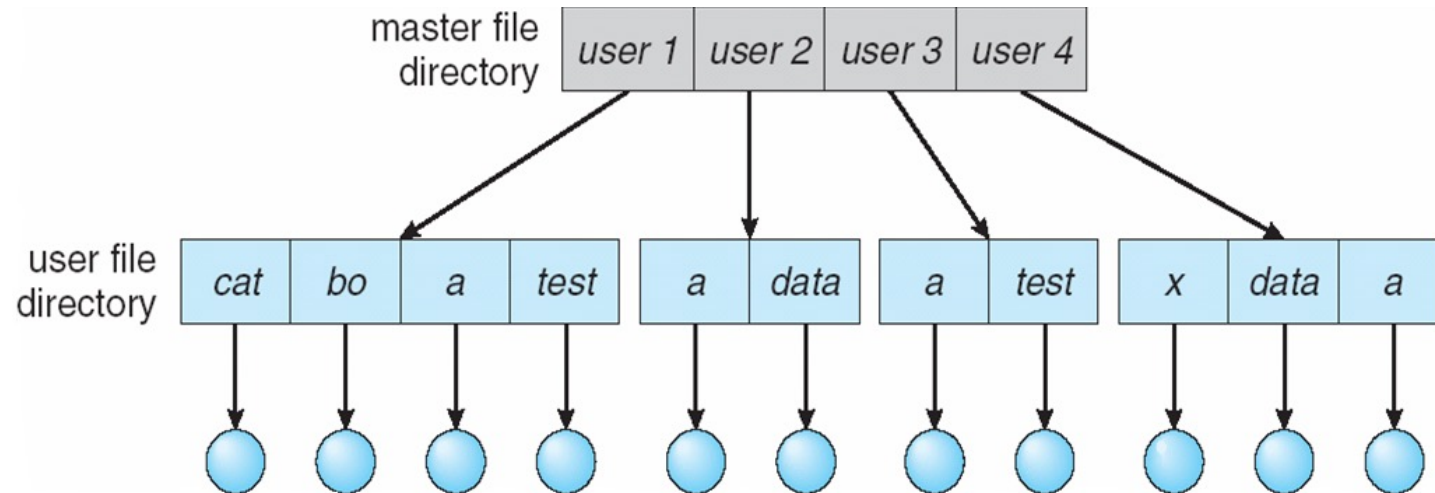 master file
directory
user 1 user 2 user 3 user 4
user file
directory
cat bo a test a data a test x data a